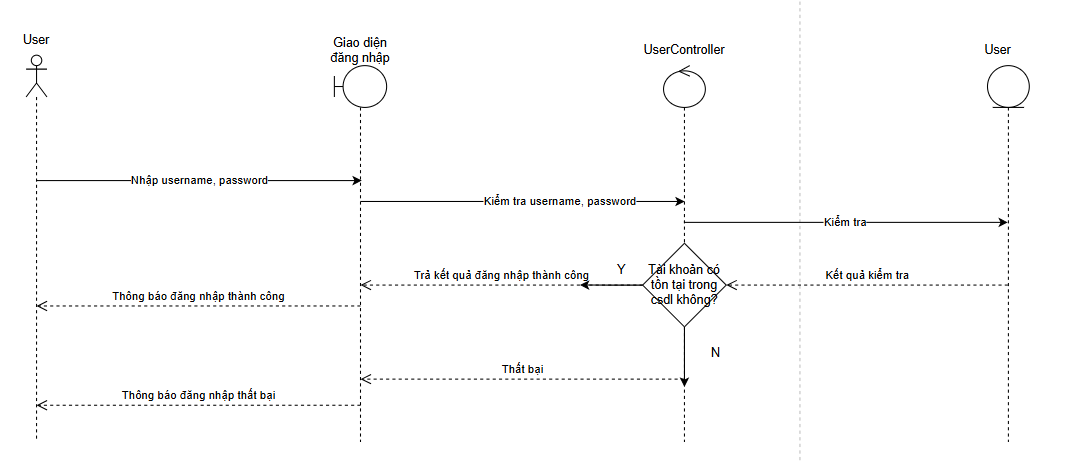 User
Giao diện
đăng nhập
UserController
User
Nhập username, password
Kiểm tra username, password
Kiểm tra
Y
Tài khoản có
tồn tại trong
csdl không?
Trả kết quả đăng nhập thành công
Kết quả kiểm tra
Thông báo đăng nhập thành công
N
Thất bại
Thông báo đăng nhập thất bại